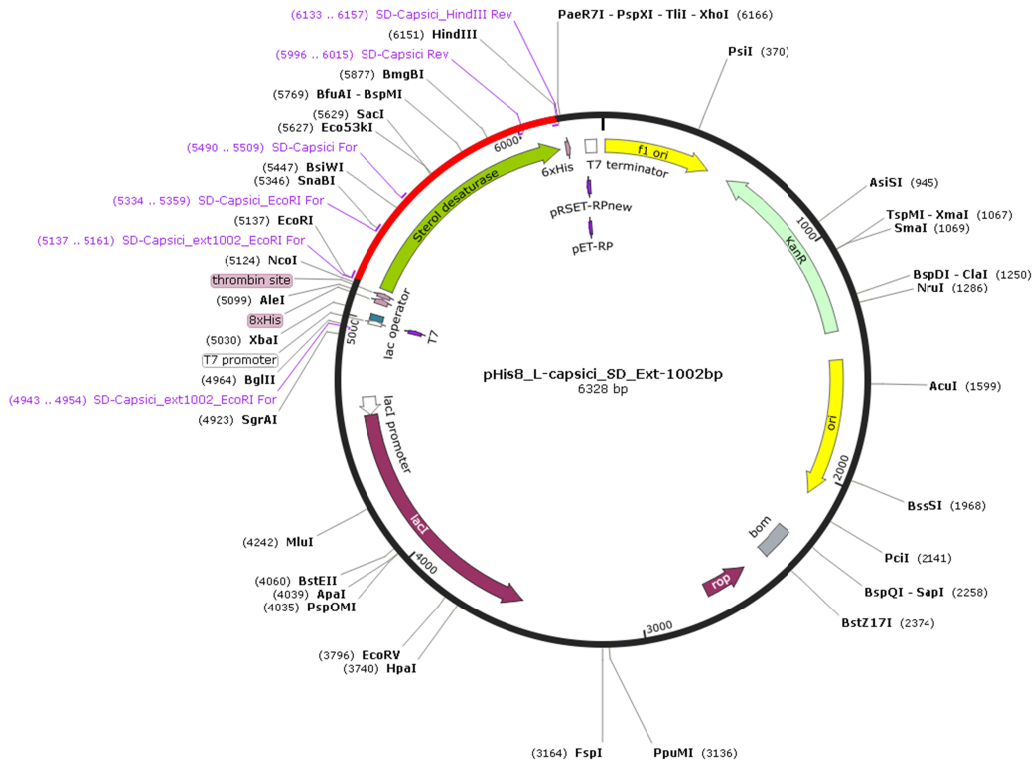 (6133 .. 6157) SD-Capsici_HindIII Rev
(6151) HindIII
(5996 .. 6015) SD-Capsici Rev
(5877) BmgBI
(5769) BfuAI - BspMI
(5629) SacI
(5627) Eco53kI
(5490 .. 5509) SD-Capsici For
(5447) BsiWI
(5346) SnaBI
(5334 .. 5359) SD-Capsici_EcoRI For
(5137) EcoRI
(5137 .. 5161) SD-Capsici_ext1002_EcoRI For
(5124) NcoI
thrombin site
(5099) AleI
8xHis
(5030) XbaI
T7 promoter
(4964) BglII
(4943 .. 4954) SD-Capsici_ext1002_EcoRI For
(4923) SgrAI
(4242) MluI
(4060) BstEII
(4039) ApaI
(4035) PspOMI
(3796) EcoRV
(3740) HpaI
(3164) FspI
PpuMI (3136)
PaeR7I - PspXI - TliI - XhoI (6166)
PsiI (370)
AsiSI (945)
TspMI - XmaI (1067)
SmaI (1069)
BspDI - ClaI (1250)
NruI (1286)
AcuI (1599)
BssSI (1968)
PciI (2141)
BspQI - SapI (2258)
BstZ17I (2374)
6000
Sterol desaturase
6xHis
T7 terminator
f1 ori
pRSET-RPnew
pET-RP
1000
KanR
5000
lac operator
T7
pHis8_L-capsici_SD_Ext-1002bp
6328 bp
lacI promoter
lacI
4000
ori
2000
bom
rop
3000